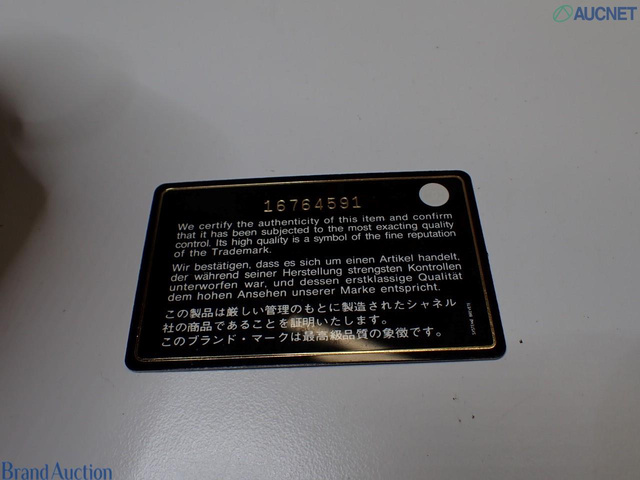 AUCNET
16764591
We certify the authenticity of this item and confirm
that it has been subjected to the most exacting quality
control. Its high quality is a symbol of the fine reputation
of the Trademark.
Wir bestätigen, dass es sich um einen Artikel handelt,
der während seiner Herstellung strengsten Kontrollen
unterworfen war, und dessen erstklassige Qualität
dem hohen Ansehen unserer Marke entspricht.
この製品は厳しい管理のもとに製造されたシャネル
社の商品であることを証明いたします。
このブランド・マークは最高級品質の象徴です。
Brand Auction